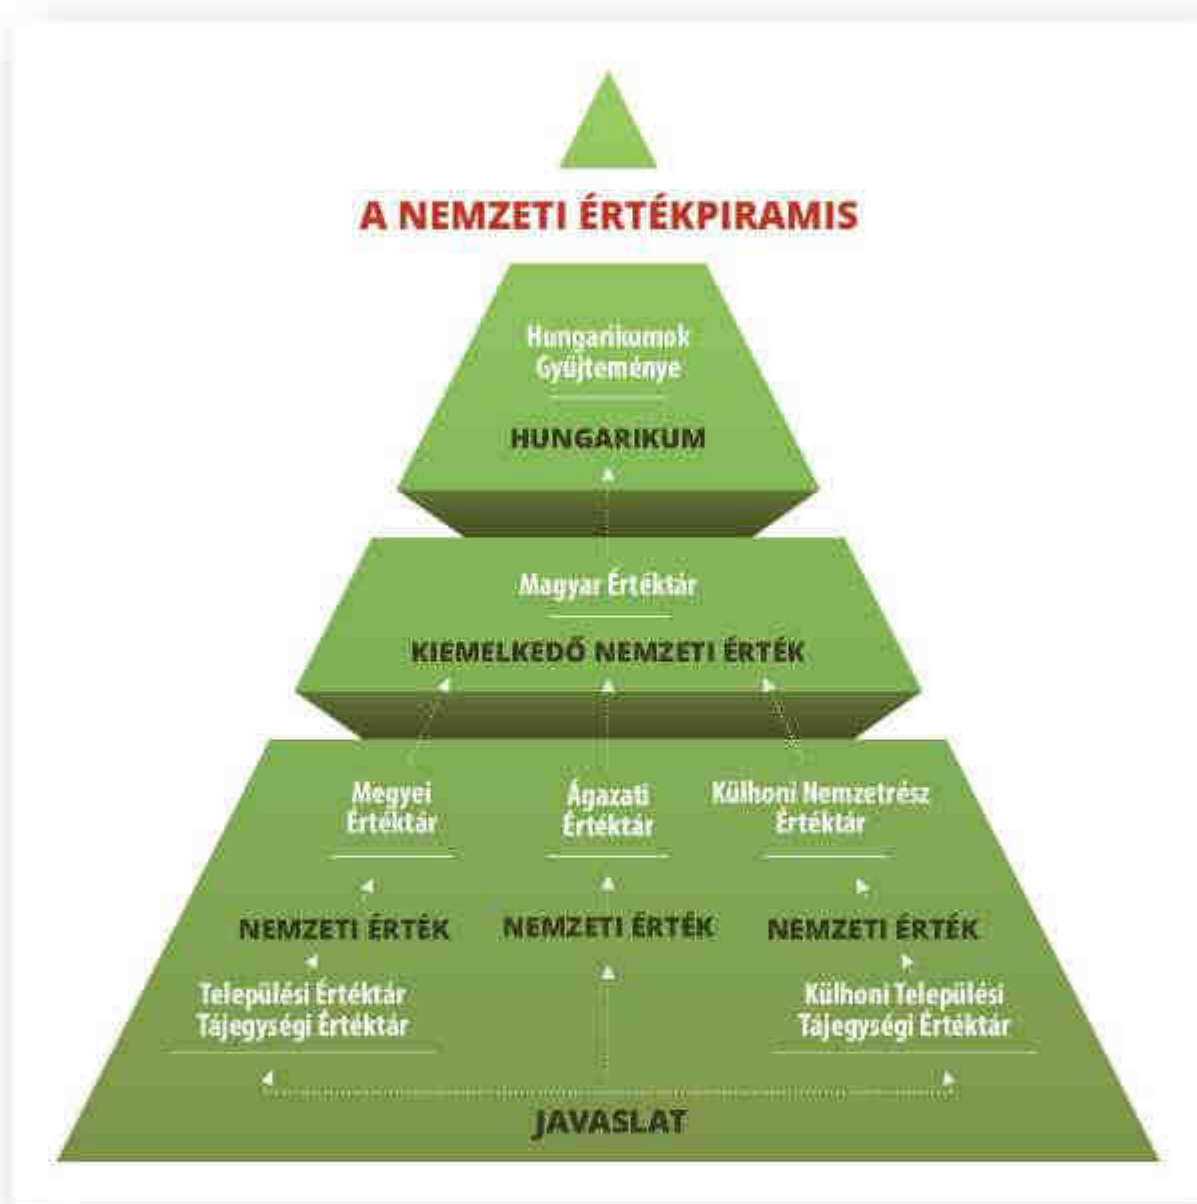 A NEMZETI ÉRTÉKPIRAMIS
Hungarikumok
Gyűjteménye
HUNGARIKUM
Magyar Értéktár
KIEMELKEDŐ NEMZETI ÉRTÉK
Megyei
Értéktár
Ágazati
Értéktár
Külhoni Nemzetrész
Értéktár
NEMZETI ÉRTÉK
NEMZETI ÉRTÉK
NEMZETI ÉRTÉK
Települési Értéktár
Tájegységi Értéktár
Külhoni Települési
Tájegységi Értéktár
JAVASLAT